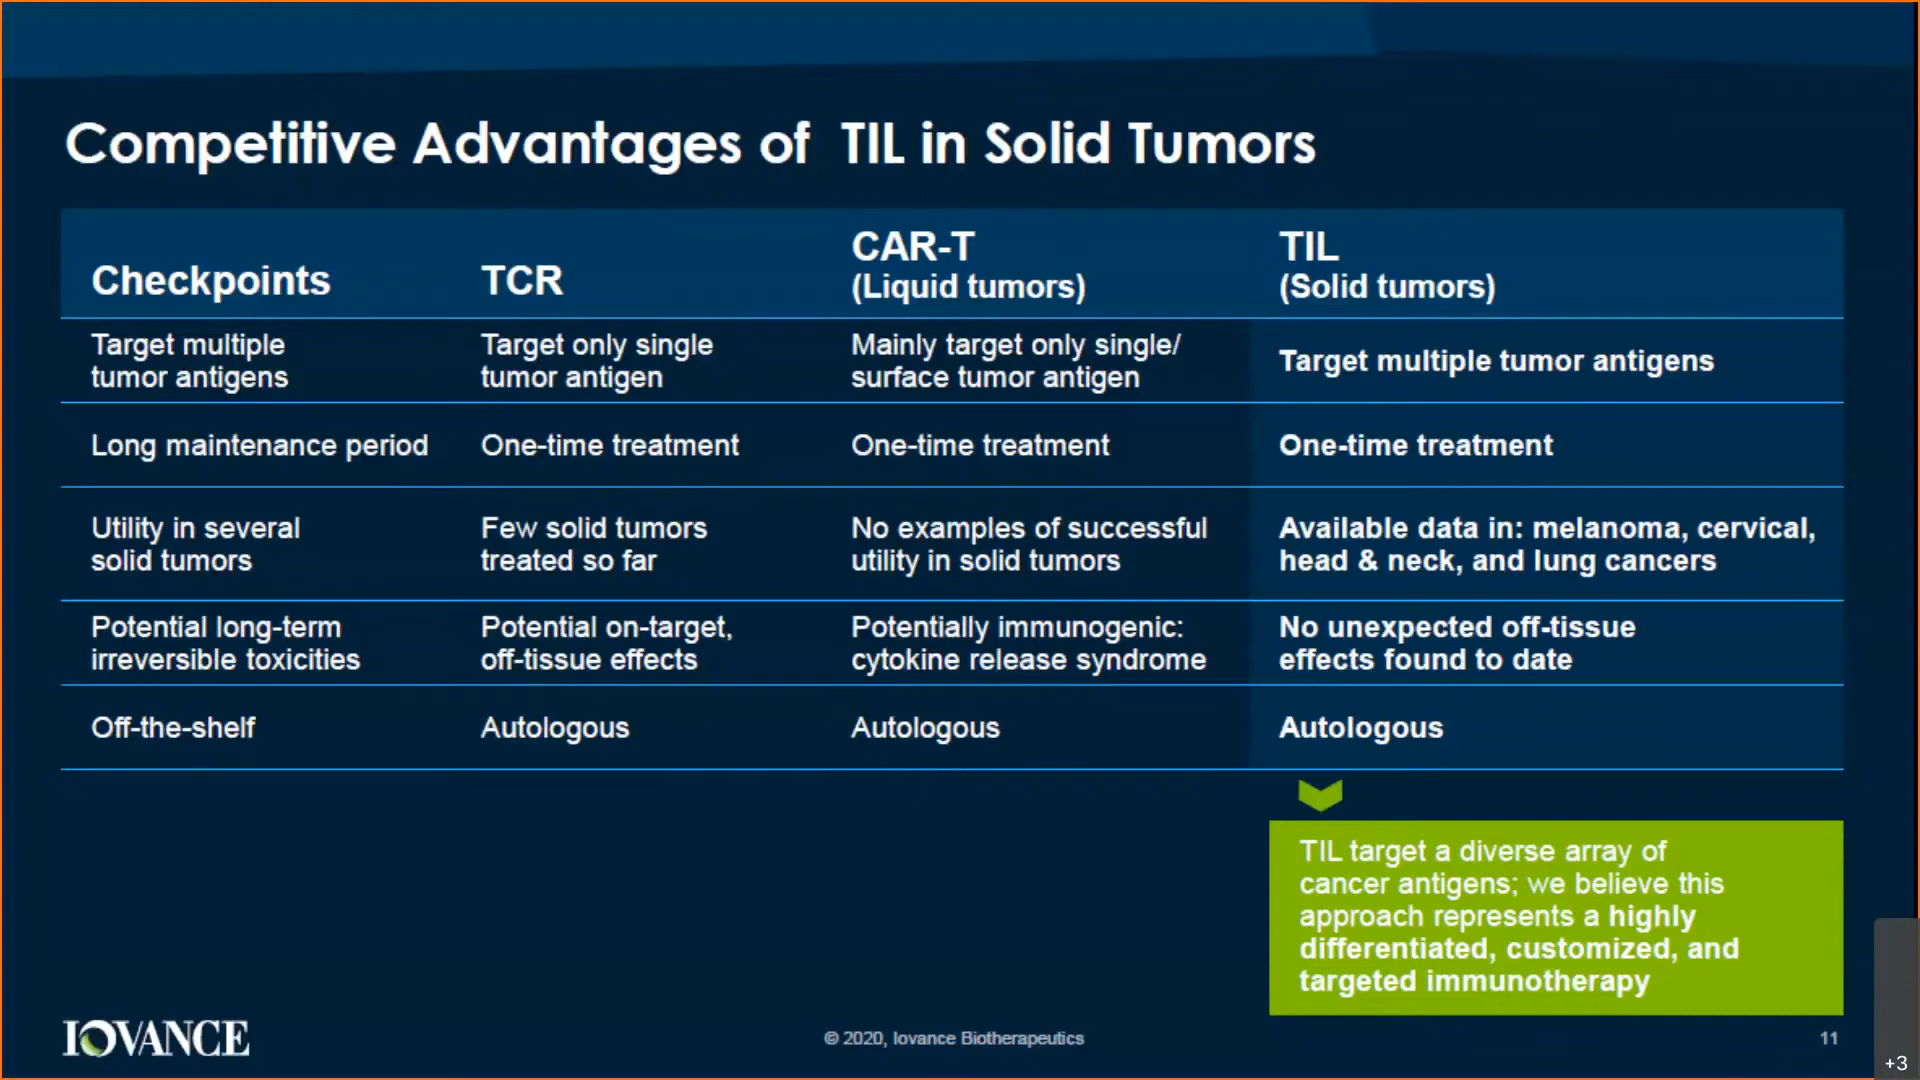 Competitive Advantages of TIL in Solid Tumors
Checkpoints
TCR
CAR-T
(Liquid tumors)
TIL
(Solid tumors)
Target multiple
tumor antigens
Target only single
tumor antigen
Mainly target only single/
surface tumor antigen
Target multiple tumor antigens
Long maintenance period
One-time treatment
One-time treatment
One-time treatment
Utility in several
solid tumors
Few solid tumors
treated so far
No examples of successful
utility in solid tumors
Available data in: melanoma, cervical,
head & neck, and lung cancers
Potential long-term
irreversible toxicities
Potential on-target,
off-tissue effects
Potentially immunogenic:
cytokine release syndrome
No unexpected off-tissue
effects found to date
Off-the-shelf
Autologous
Autologous
Autologous
TIL target a diverse array of
cancer antigens; we believe this
approach represents a highly
differentiated, customized, and
targeted immunotherapy
IOVANCE
© 2020, Iovance Biotherapeutics
11
+3